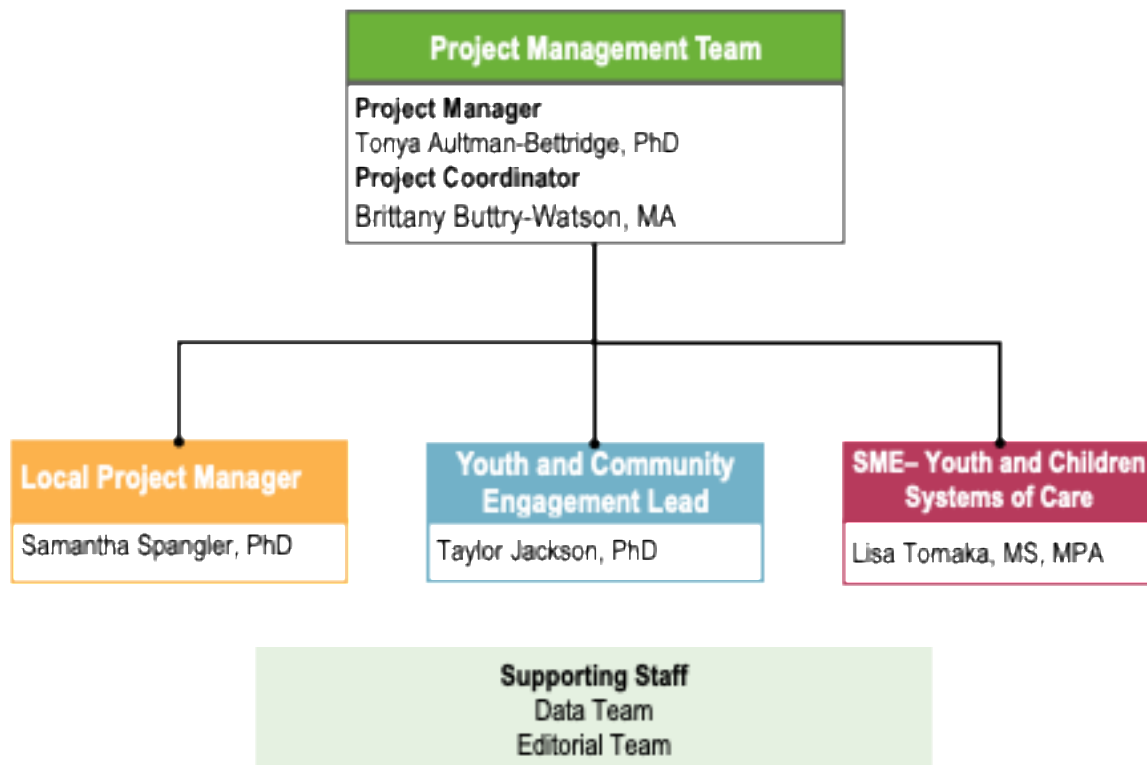 Project Management Team
Project Manager
Tonya Aultman-Bettridge, PhD
Project Coordinator
Brittany Buttry-Watson, MA
Local Project Manager
Samantha Spangler, PhD
Youth and Community
Engagement Lead
Taylor Jackson, PhD
SME– Youth and Children
Systems of Care
Lisa Tomaka, MS, MPA
Supporting Staff
Data Team
Editorial Team